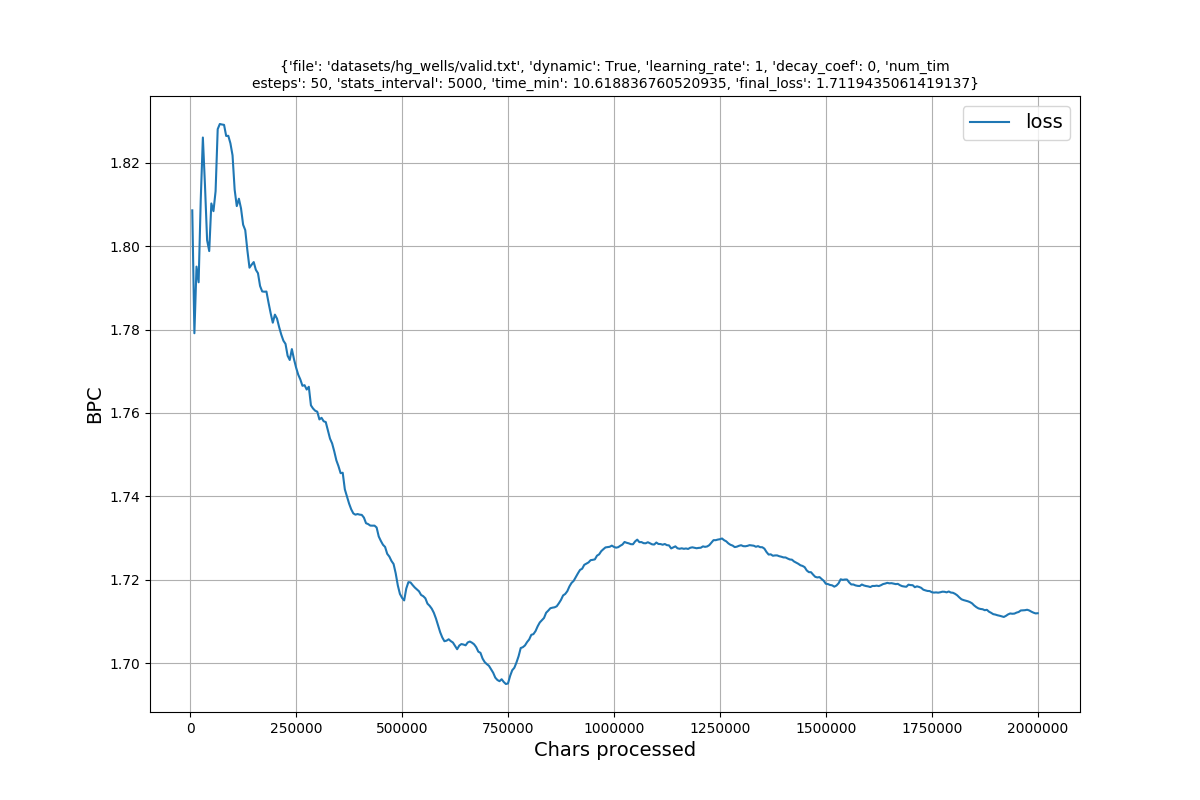 {'file': 'datasets/hg_wells/valid.txt', 'dynamic': True, 'learning_rate': 1, 'decay_coef': 0, 'num_tim
esteps': 50, 'stats_interval': 5000, 'time_min': 10.618836760520935, 'final_loss': 1.7119435061419137}
loss
1.82
1.80
1.78
1.76
1.74
1.72
1.70
BPC
0 250000 500000 750000 1000000 1250000 1500000 1750000 2000000
Chars processed